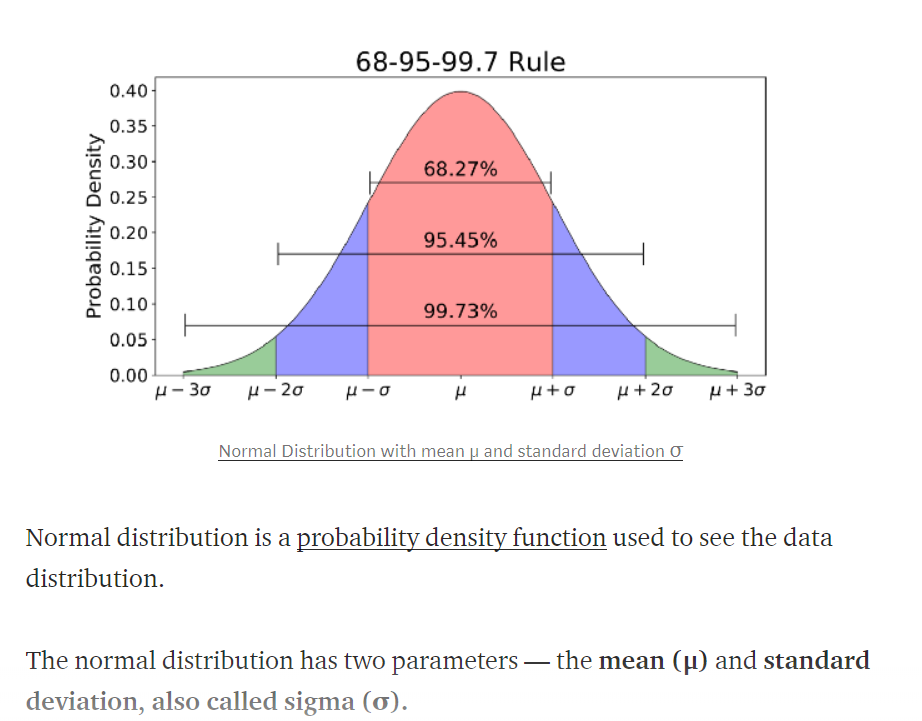 68-95-99.7 Rule
Probability Density
0.40
0.35
0.30
0.25
0.20
0.15
0.10
0.05
0.00
68.27%
95.45%
99.73%
μ − 3σ μ − 2σ μ − σ μ μ + σ μ + 2σ μ + 3σ
Normal Distribution with mean μ and standard deviation σ
Normal distribution is a probability density function used to see the data
distribution.
The normal distribution has two parameters — the mean (μ) and standard
deviation, also called sigma (σ).